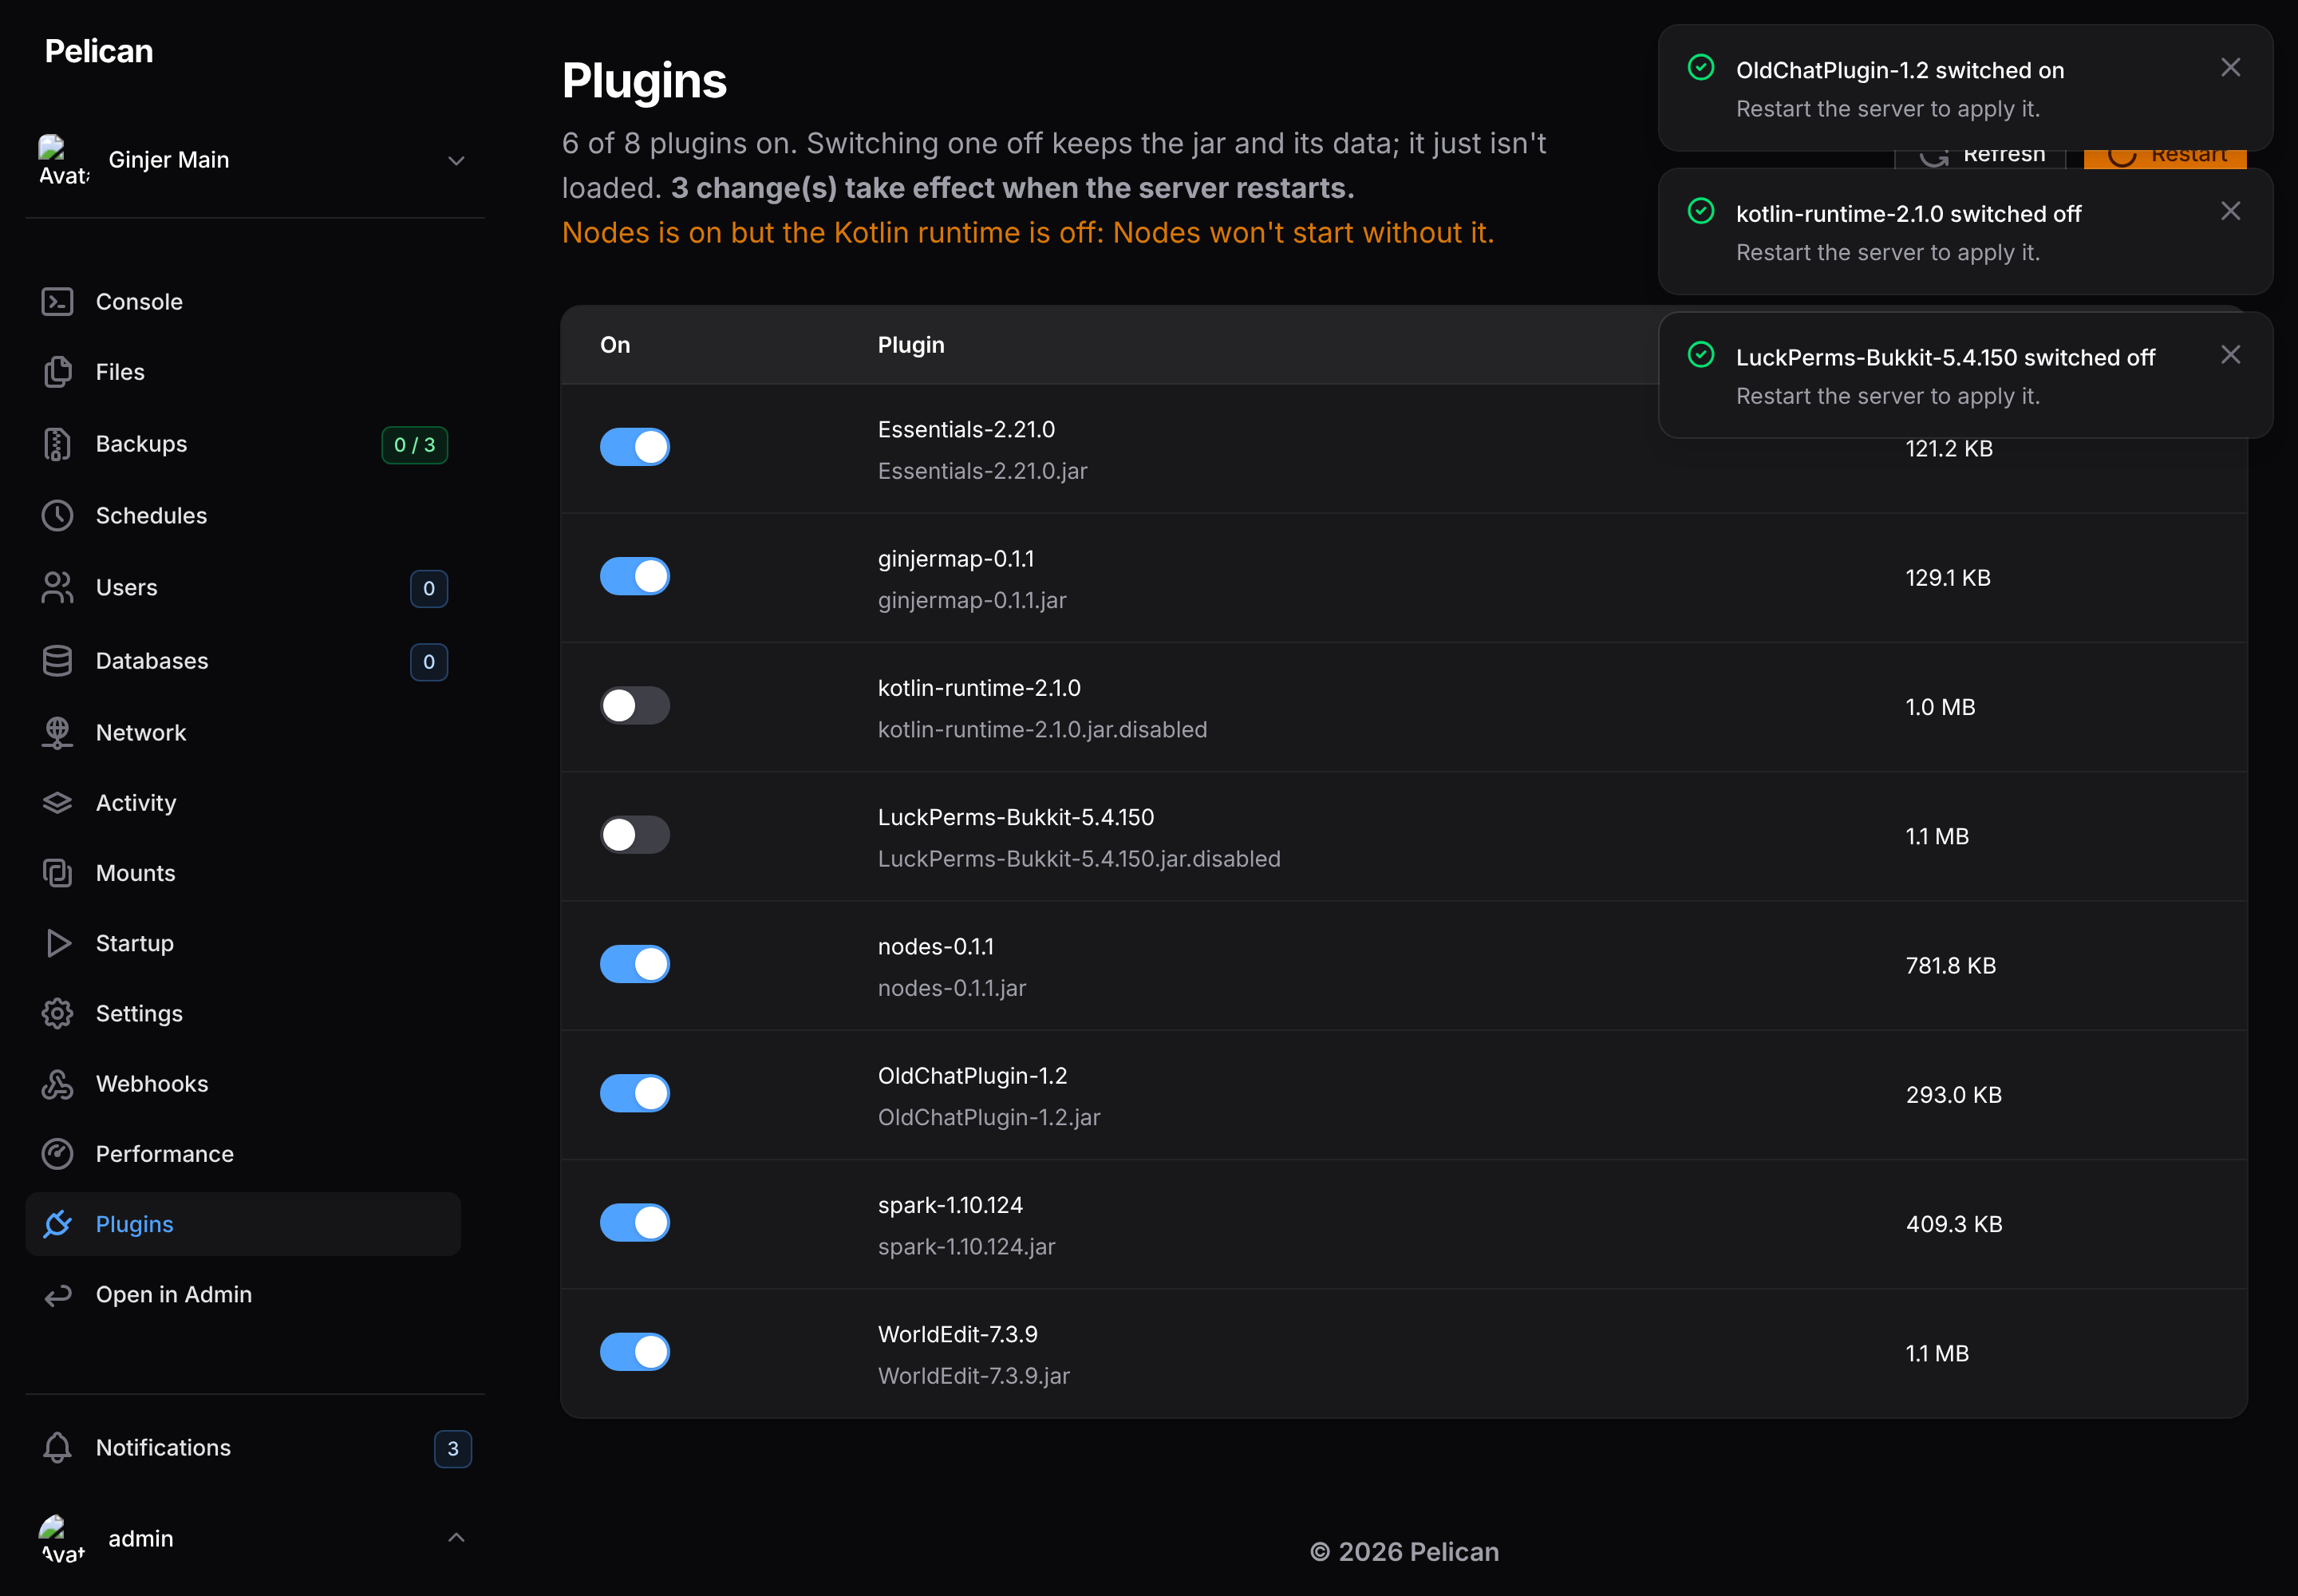 Pelican
Avata
Ginjer Main
Console
Files
Backups
0 / 3
Schedules
Users
0
Databases
0
Network
Activity
Mounts
Startup
Settings
Webhooks
Performance
Plugins
Open in Admin
Notifications
3
Avat
admin
Plugins
6 of 8 plugins on. Switching one off keeps the jar and its data; it just isn't
loaded. 3 change(s) take effect when the server restarts.
Nodes is on but the Kotlin runtime is off: Nodes won't start without it.
Refresh
Restart
OldChatPlugin-1.2 switched on
Restart the server to apply it.
kotlin-runtime-2.1.0 switched off
Restart the server to apply it.
LuckPerms-Bukkit-5.4.150 switched off
Restart the server to apply it.
On
Plugin
Essentials-2.21.0
Essentials-2.21.0.jar
121.2 KB
ginjermap-0.1.1
ginjermap-0.1.1.jar
129.1 KB
kotlin-runtime-2.1.0
kotlin-runtime-2.1.0.jar.disabled
1.0 MB
LuckPerms-Bukkit-5.4.150
LuckPerms-Bukkit-5.4.150.jar.disabled
1.1 MB
nodes-0.1.1
nodes-0.1.1.jar
781.8 KB
OldChatPlugin-1.2
OldChatPlugin-1.2.jar
293.0 KB
spark-1.10.124
spark-1.10.124.jar
409.3 KB
WorldEdit-7.3.9
WorldEdit-7.3.9.jar
1.1 MB
© 2026 Pelican